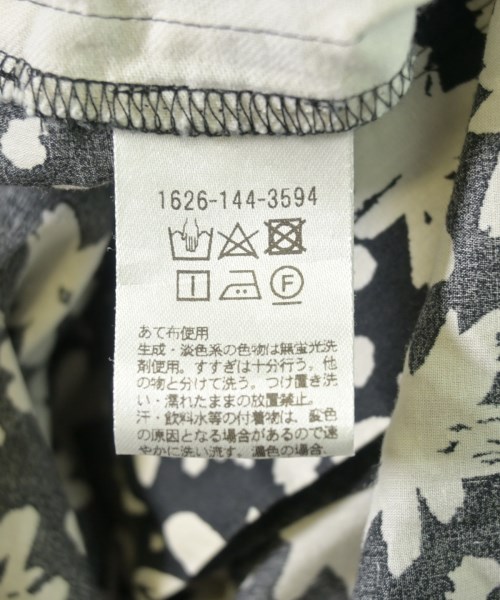 1626-144-3594
F
あて布使用
生成・淡色系の色物は無蛍光洗
剤使用。すすぎは十分行う。他
の物と分けて洗う。つけ置き洗
い・濡れたままの放置禁止。
汗・飲料水等の付着物は、変色
の原因となる場合があるので速
やかに洗い流す。濃色の場合.